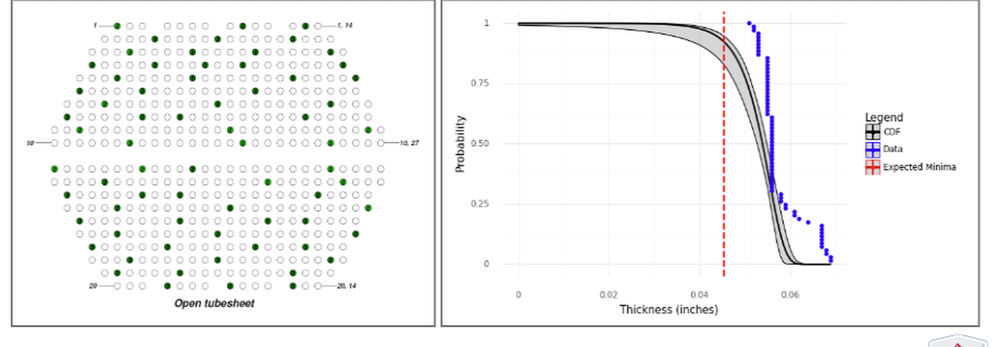 1
1, 14
10
10, 27
20
20, 14
Open tubesheet
1
0.75
0.50
0.25
0
Probability
0
0.02
0.04
0.06
Thickness (inches)
Legend
CDF
Data
Expected Minima